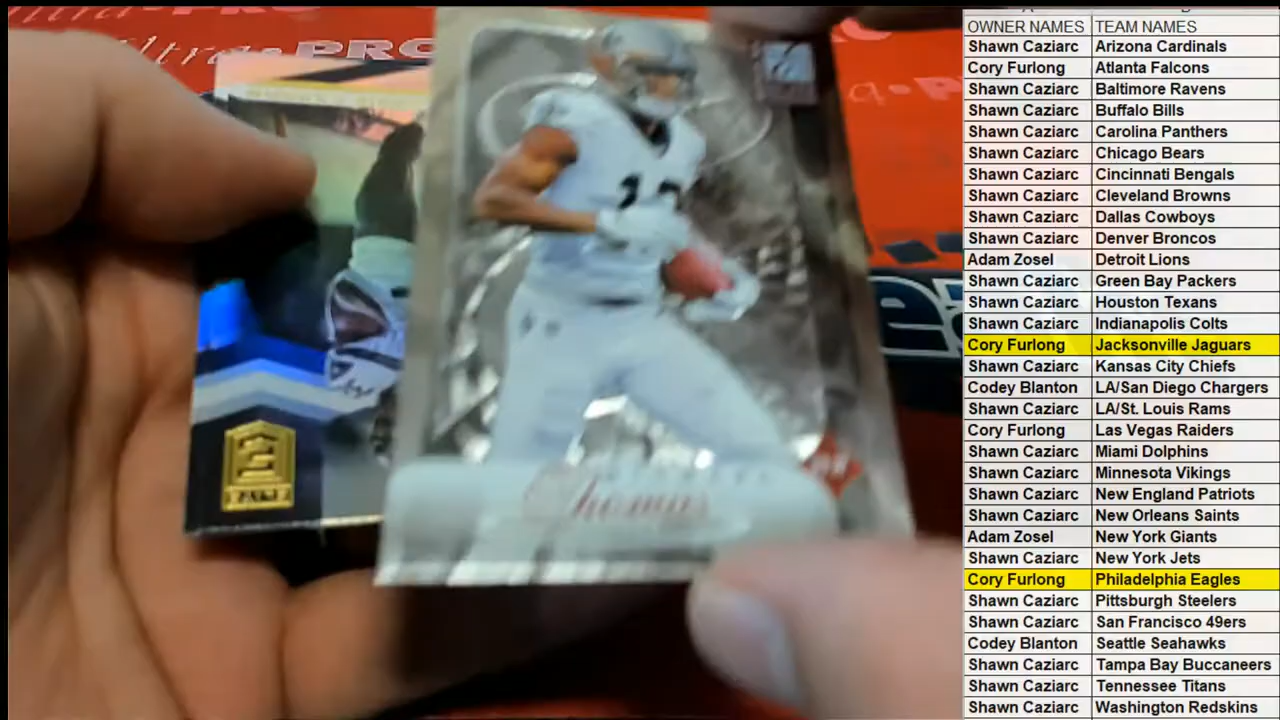 ultra·PRO
PRO
13
Thomas
OWNER NAMES TEAM NAMES
Shawn Caziarc Arizona Cardinals
Cory Furlong Atlanta Falcons
Shawn Caziarc Baltimore Ravens
Shawn Caziarc Buffalo Bills
Shawn Caziarc Carolina Panthers
Shawn Caziarc Chicago Bears
Shawn Caziarc Cincinnati Bengals
Shawn Caziarc Cleveland Browns
Shawn Caziarc Dallas Cowboys
Shawn Caziarc Denver Broncos
Adam Zosel Detroit Lions
Shawn Caziarc Green Bay Packers
Shawn Caziarc Houston Texans
Shawn Caziarc Indianapolis Colts
Cory Furlong Jacksonville Jaguars
Shawn Caziarc Kansas City Chiefs
Codey Blanton LA/San Diego Chargers
Shawn Caziarc LA/St. Louis Rams
Cory Furlong Las Vegas Raiders
Shawn Caziarc Miami Dolphins
Shawn Caziarc Minnesota Vikings
Shawn Caziarc New England Patriots
Shawn Caziarc New Orleans Saints
Adam Zosel New York Giants
Shawn Caziarc New York Jets
Cory Furlong Philadelphia Eagles
Shawn Caziarc Pittsburgh Steelers
Shawn Caziarc San Francisco 49ers
Codey Blanton Seattle Seahawks
Shawn Caziarc Tampa Bay Buccaneers
Shawn Caziarc Tennessee Titans
Shawn Caziarc Washington Redskins